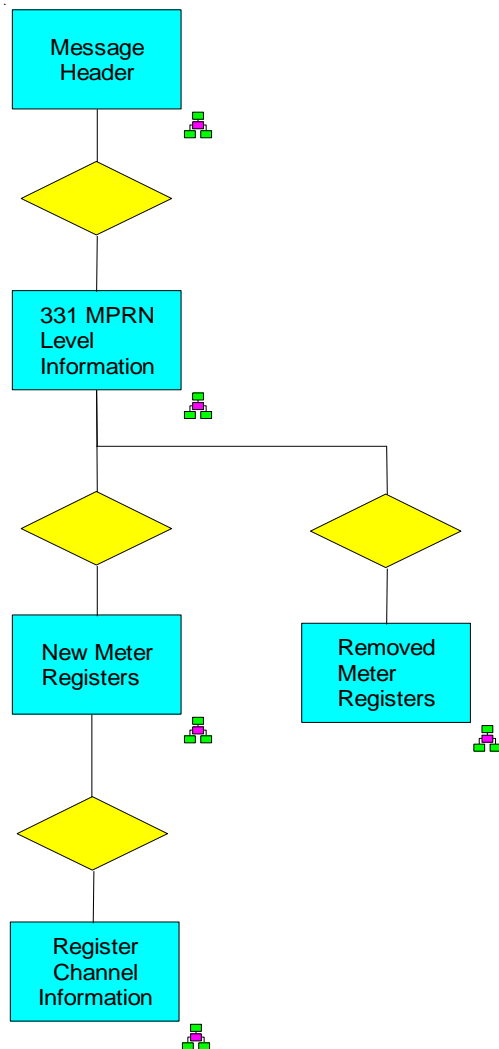 Message
Header
331 MPRN
Level
Information
New Meter
Registers
Removed
Meter
Registers
Register
Channel
Information